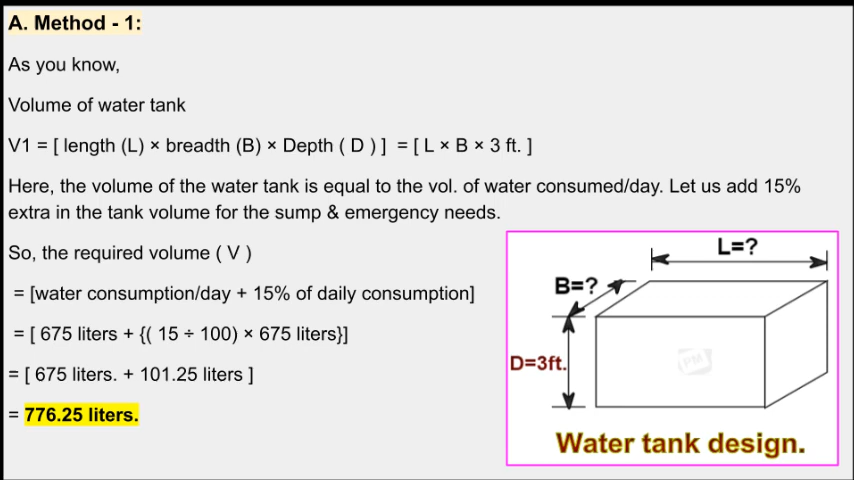 A. Method - 1:
As you know,
Volume of water tank
V1 = [ length (L) × breadth (B) × Depth ( D ) ]  = [ L × B × 3 ft. ]
Here, the volume of the water tank is equal to the vol. of water consumed/day. Let us add 15%
extra in the tank volume for the sump & emergency needs.
So, the required volume ( V )
= [water consumption/day + 15% of daily consumption]
= [ 675 liters + {( 15 ÷ 100) × 675 liters}]
= [ 675 liters. + 101.25 liters ]
= 776.25 liters.
L=?
B=?
D=3ft.
PM
Water tank design.